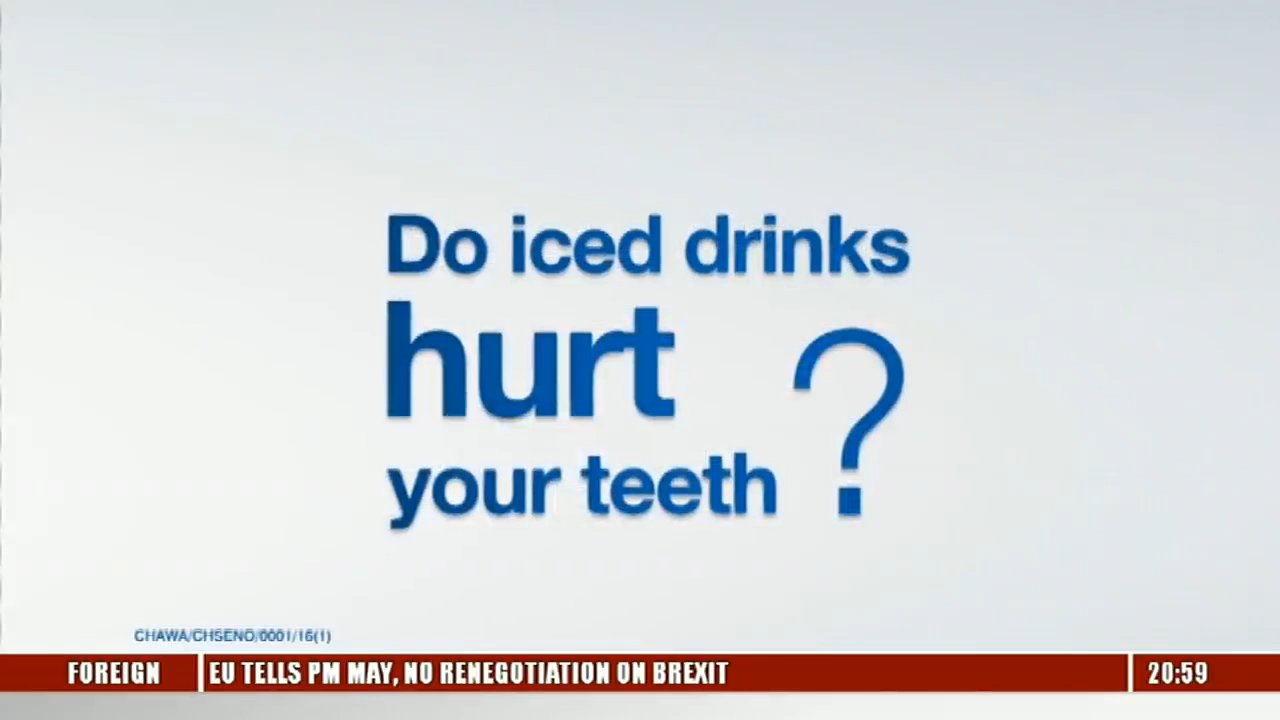 Do iced drinks
hurt
your teeth ?
CHAWA/CHSENO/0001/16(1)
FOREIGN EU TELLS PM MAY, NO RENEGOTIATION ON BREXIT 20:59